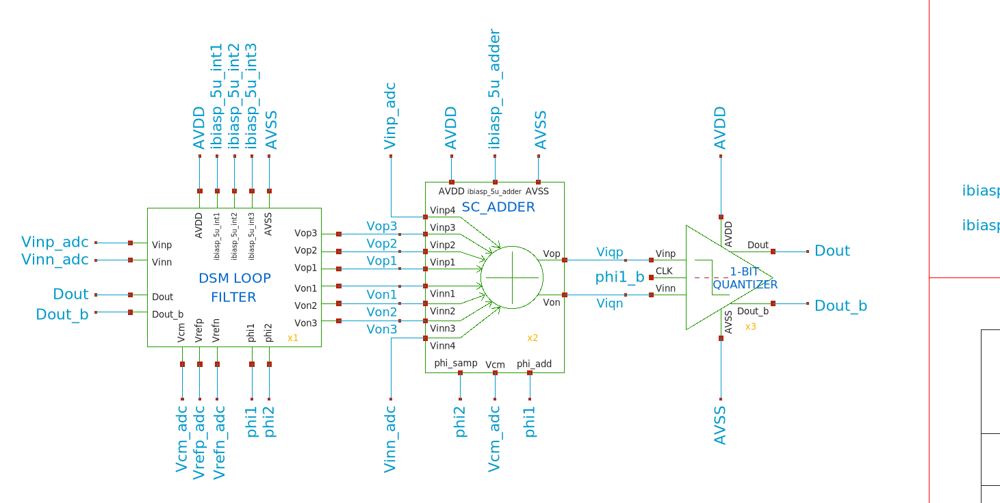 AVDD
ibiasp_5u_int1
ibiasp_5u_int2
ibiasp_5u_int3
AVSS
Vinp_adc
AVDD
ibiasp_5u_adder
AVSS
AVDD
AVDD
ibiasp_5u_int1
ibiasp_5u_int2
ibiasp_5u_int3
AVSS
Vinp_adc
Vinn_adc
Dout
Dout_b
Vinp
Vinn
Dout
Dout_b
DSM LOOP
FILTER
Vop3
Vop2
Vop1
Von1
Von2
Von3
Vcm
Vrefp
Vrefn
phi1
phi2
x1
Vcm_adc
Vrefp_adc
Vrefn_adc
phi1
phi2
Vop3
Vop2
Vop1
Von1
Von2
Von3
Vinn_adc
AVDD ibiasp_5u_adder AVSS
SC_ADDER
Vinp4
Vinp3
Vinp2
Vinp1
Vinn1
Vinn2
Vinn3
Vinn4
Vop
Von
x2
phi_samp
Vcm
phi_add
phi2
Vcm_adc
phi1
Viqp
phi1_b
Viqn
Vinp
CLK
Vinn
AVDD
Dout
1-BIT
QUANTIZER
Dout_b
AVSS
x3
Dout
Dout_b
AVSS